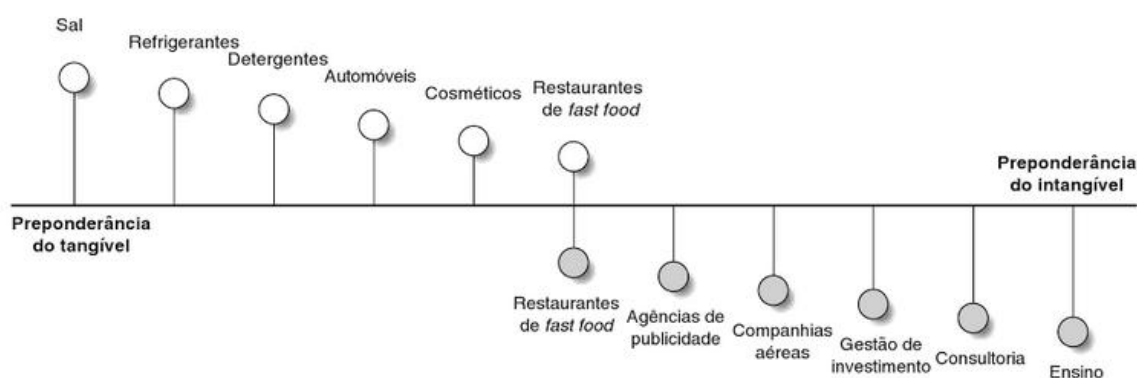 Sal
Refrigerantes
Detergentes
Automóveis
Cosméticos
Restaurantes
de fast food
Preponderância
do intangível
Preponderância
do tangível
Restaurantes
de fast food
Agências de
publicidade
Companhias
aéreas
Gestão de
investimento
Consultoria
Ensino